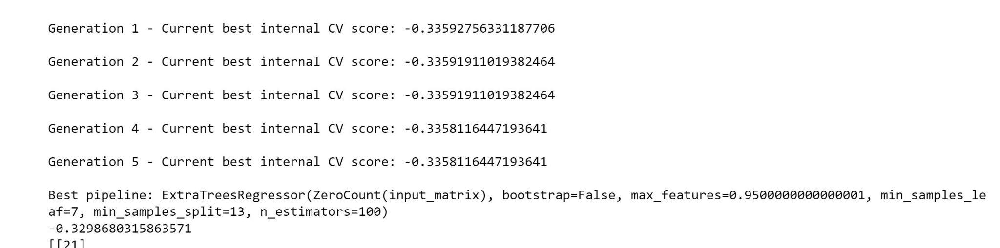 Generation 1 - Current best internal CV score: -0.33592756331187706
Generation 2 - Current best internal CV score: -0.33591911019382464
Generation 3 - Current best internal CV score: -0.33591911019382464
Generation 4 - Current best internal CV score: -0.3358116447193641
Generation 5 - Current best internal CV score: -0.3358116447193641
Best pipeline: ExtraTreesRegressor(ZeroCount(input_matrix), bootstrap=False, max_features=0.9500000000000001, min_samples_le
af=7, min_samples_split=13, n_estimators=100)
-0.3298680315863571
[[21]